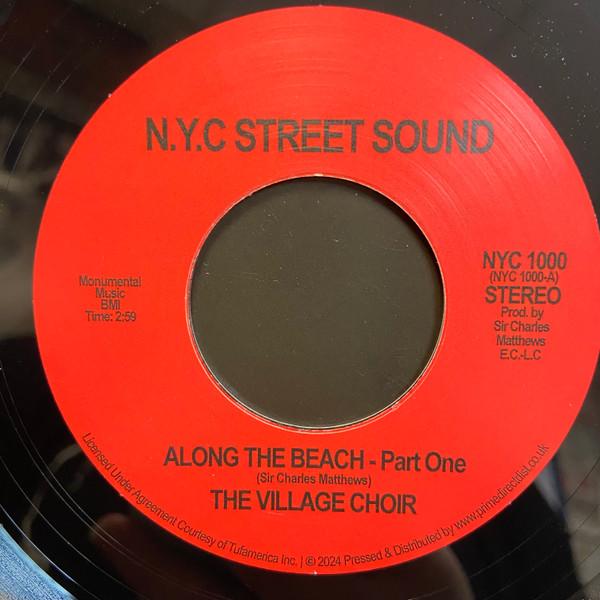 N.Y.C STREET SOUND
Monumental
Music
BMI
Time: 2:59
NYC 1000
(NYC 1000-A)
STEREO
Prod. by
Sir Charles
Matthews
E.C.-L.C
ALONG THE BEACH - Part One
(Sir Charles Matthews)
THE VILLAGE CHOIR
Licensed Under Agreement Courtesy of Tufamerica Inc. | © 2024 Pressed & Distributed by www.primedirectdist.co.uk